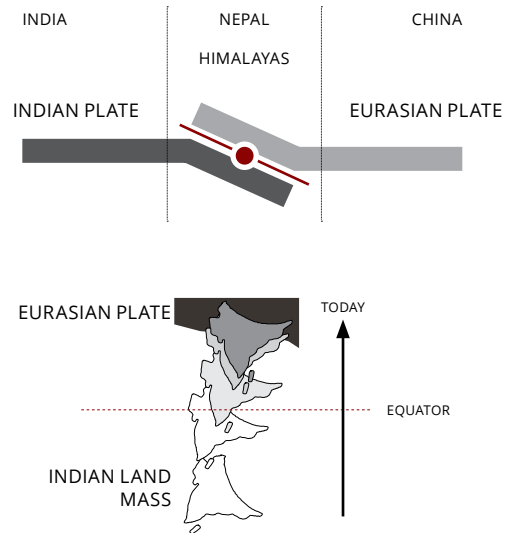 INDIA
NEPAL
CHINA
HIMALAYAS
INDIAN PLATE
EURASIAN PLATE
EURASIAN PLATE
TODAY
EQUATOR
INDIAN LAND
MASS